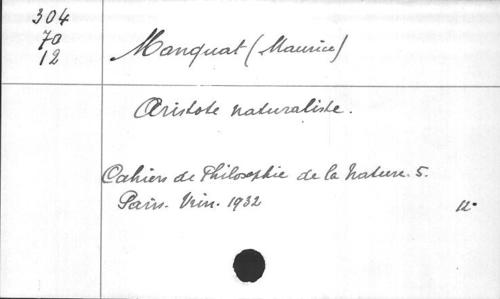 304
70
12
Manquat (Maurice)
Aristote naturaliste.
Cahiers de Philosophie de la Nature. 5.
Paris. Vrin. 1932